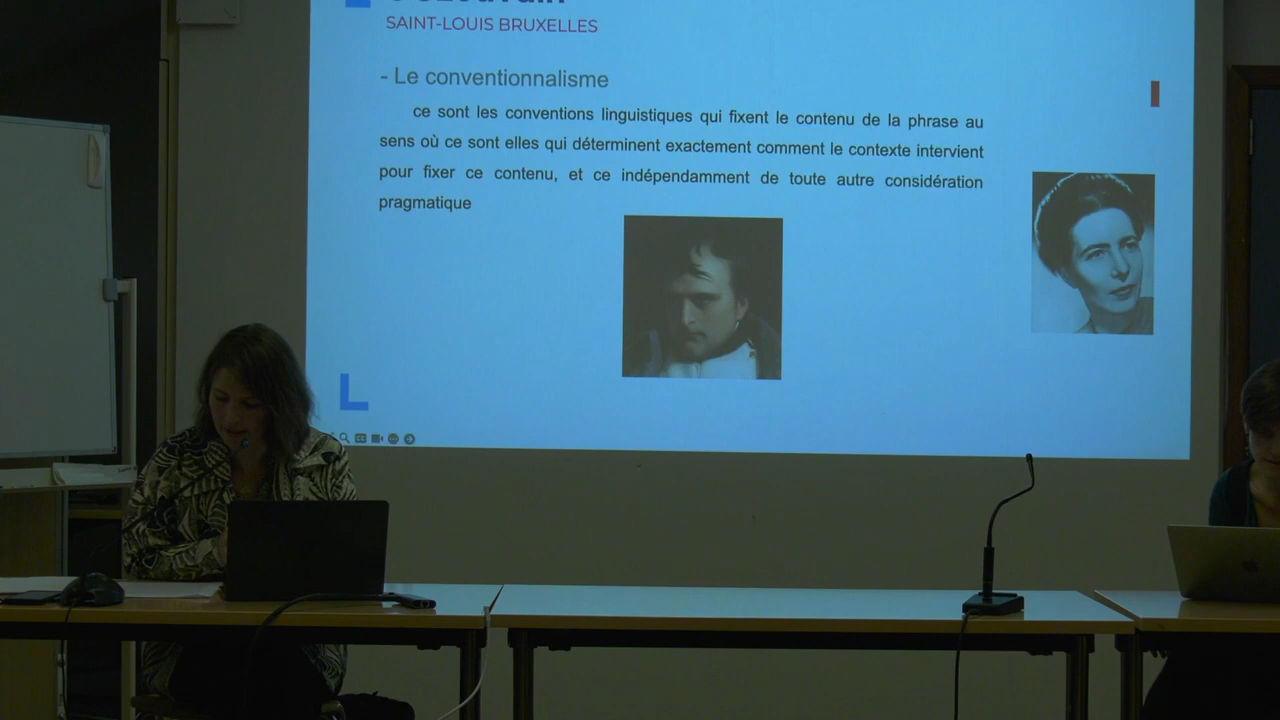 SAINT-LOUIS BRUXELLES
- Le conventionnalisme
ce sont les conventions linguistiques qui fixent le contenu de la phrase au
sens où ce sont elles qui déterminent exactement comment le contexte intervient
pour fixer ce contenu, et ce indépendamment de toute autre considération
pragmatique